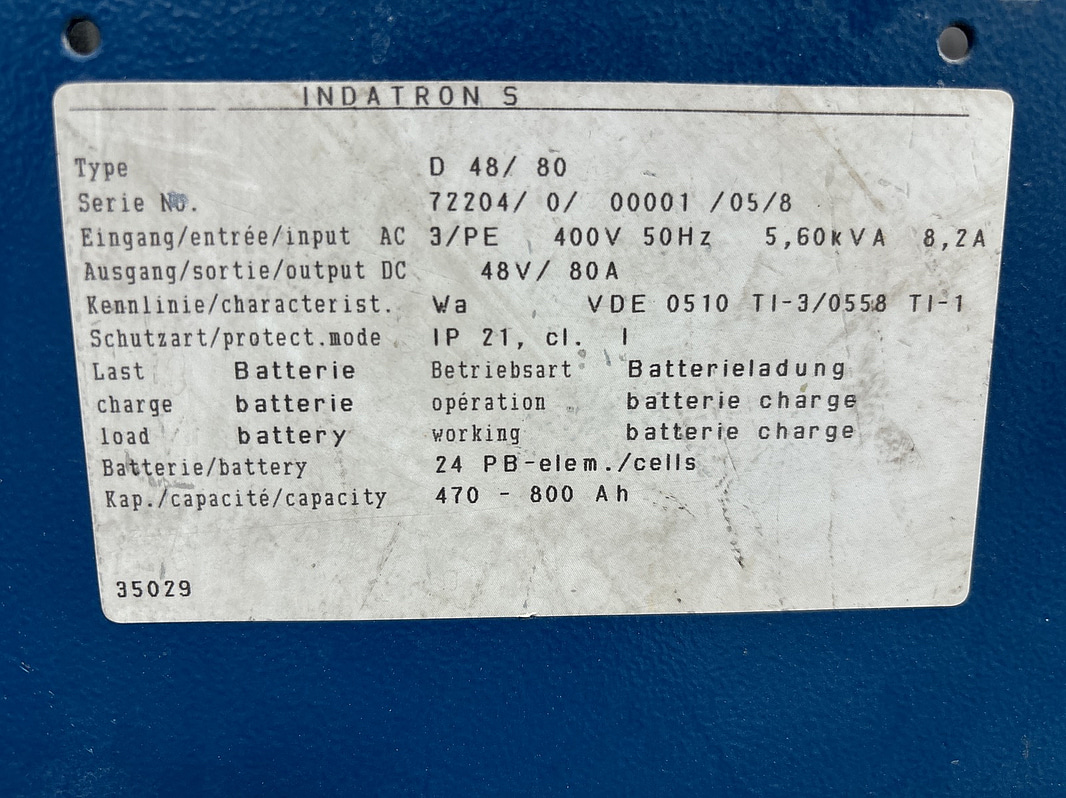 INDATRON S
Type D 48/ 80
Serie No. 72204/ 0/ 00001 /05/8
Eingang/entrée/input AC 3/PE 400V 50Hz 5,60kVA 8,2A
Ausgang/sortie/output DC 48V/ 80A
Kennlinie/characterist. Wa VDE 0510 TI-3/0558 TI-1
Schutzart/protect.mode IP 21, cl. I
Last Batterie Betriebsart Batterieladung
charge batterie opération batterie charge
load battery working batterie charge
Batterie/battery 24 PB-elem./cells
Kap./capacité/capacity 470 - 800 Ah
35029